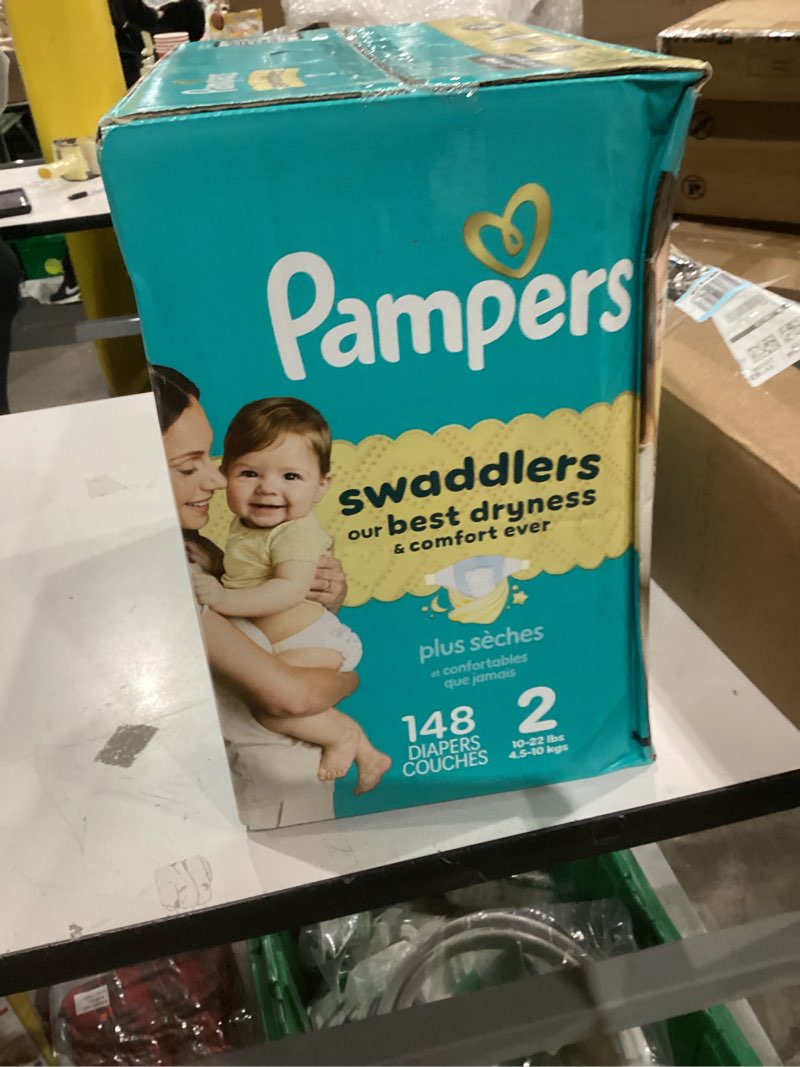 Pampers
Pampers
swaddlers
our best dryness
& comfort ever
plus sèches
et confortables
que jamais
148
DIAPERS
COUCHES
2
10-22 lbs
4.5-10 kgs